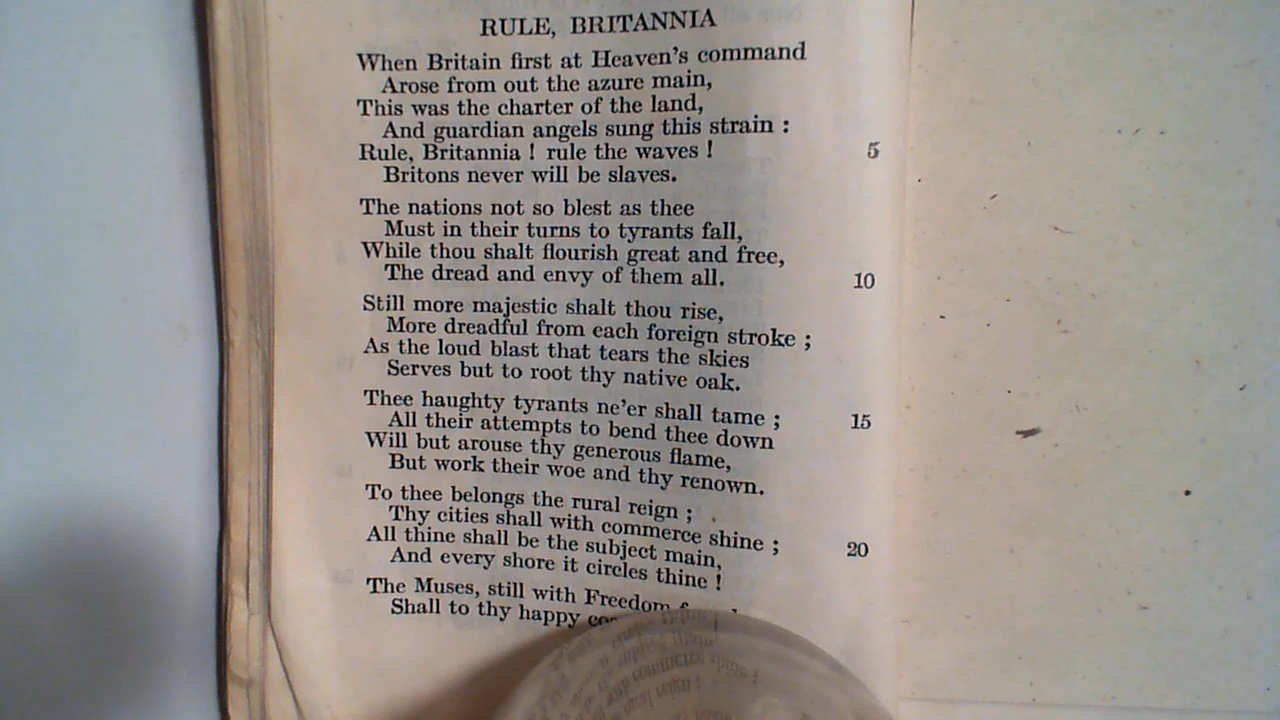 RULE, BRITANNIA
When Britain first at Heaven's command
Arose from out the azure main,
This was the charter of the land,
And guardian angels sung this strain :
Rule, Britannia ! rule the waves ! 5
Britons never will be slaves.
The nations not so blest as thee
Must in their turns to tyrants fall,
While thou shalt flourish great and free,
The dread and envy of them all. 10
Still more majestic shalt thou rise,
More dreadful from each foreign stroke ;
As the loud blast that tears the skies
Serves but to root thy native oak.
Thee haughty tyrants ne'er shall tame ; 15
All their attempts to bend thee down
Will but arouse thy generous flame,
But work their woe and thy renown.
To thee belongs the rural reign ;
Thy cities shall with commerce shine ; 20
All thine shall be the subject main,
And every shore it circles thine !
The Muses, still with Freedom
Shall to thy happy